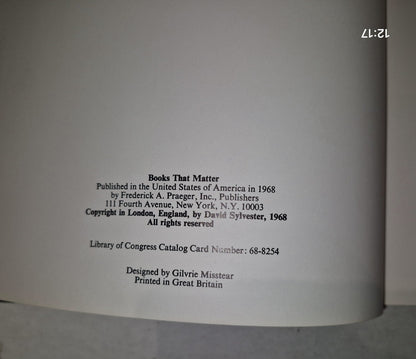 12:17
Books That Matter
Published in the United States of America in 1968
by Frederick A. Praeger, Inc., Publishers
111 Fourth Avenue, New York, N.Y. 10003
Copyright in London, England, by David Sylvester, 1968
All rights reserved
Library of Congress Catalog Card Number: 68-8254
Designed by Gilvrie Misstear
Printed in Great Britain